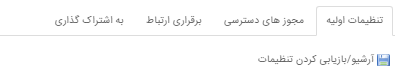 تنظیمات اولیه مجوز های دسترسی برقراری ارتباط به اشتراک گذاری
آرشیو/بازیابی کردن تنظیمات